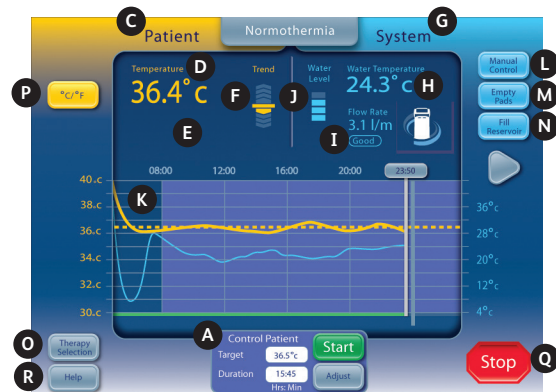 C
Patient
Normothermia
G
System
Temperature
D
36.4°c
Trend
F
E
J
Water
Level
Water Temperature
24.3°c
H
Flow Rate
3.1 l/m
I
Good
P
°C/°F
Manual
Control
L
Empty
Pads
M
Fill
Reservoir
N
08:00
12:00
16:00
20:00
23:50
K
40.c
39.c
36.c
34.c
32.c
30.c
36°c
28°c
20°c
12°c
4°c
A
Control Patient
Target
36.5°c
Start
Duration
15:45
Hrs: Min
Adjust
O
Therapy
Selection
R
Help
Stop
Q